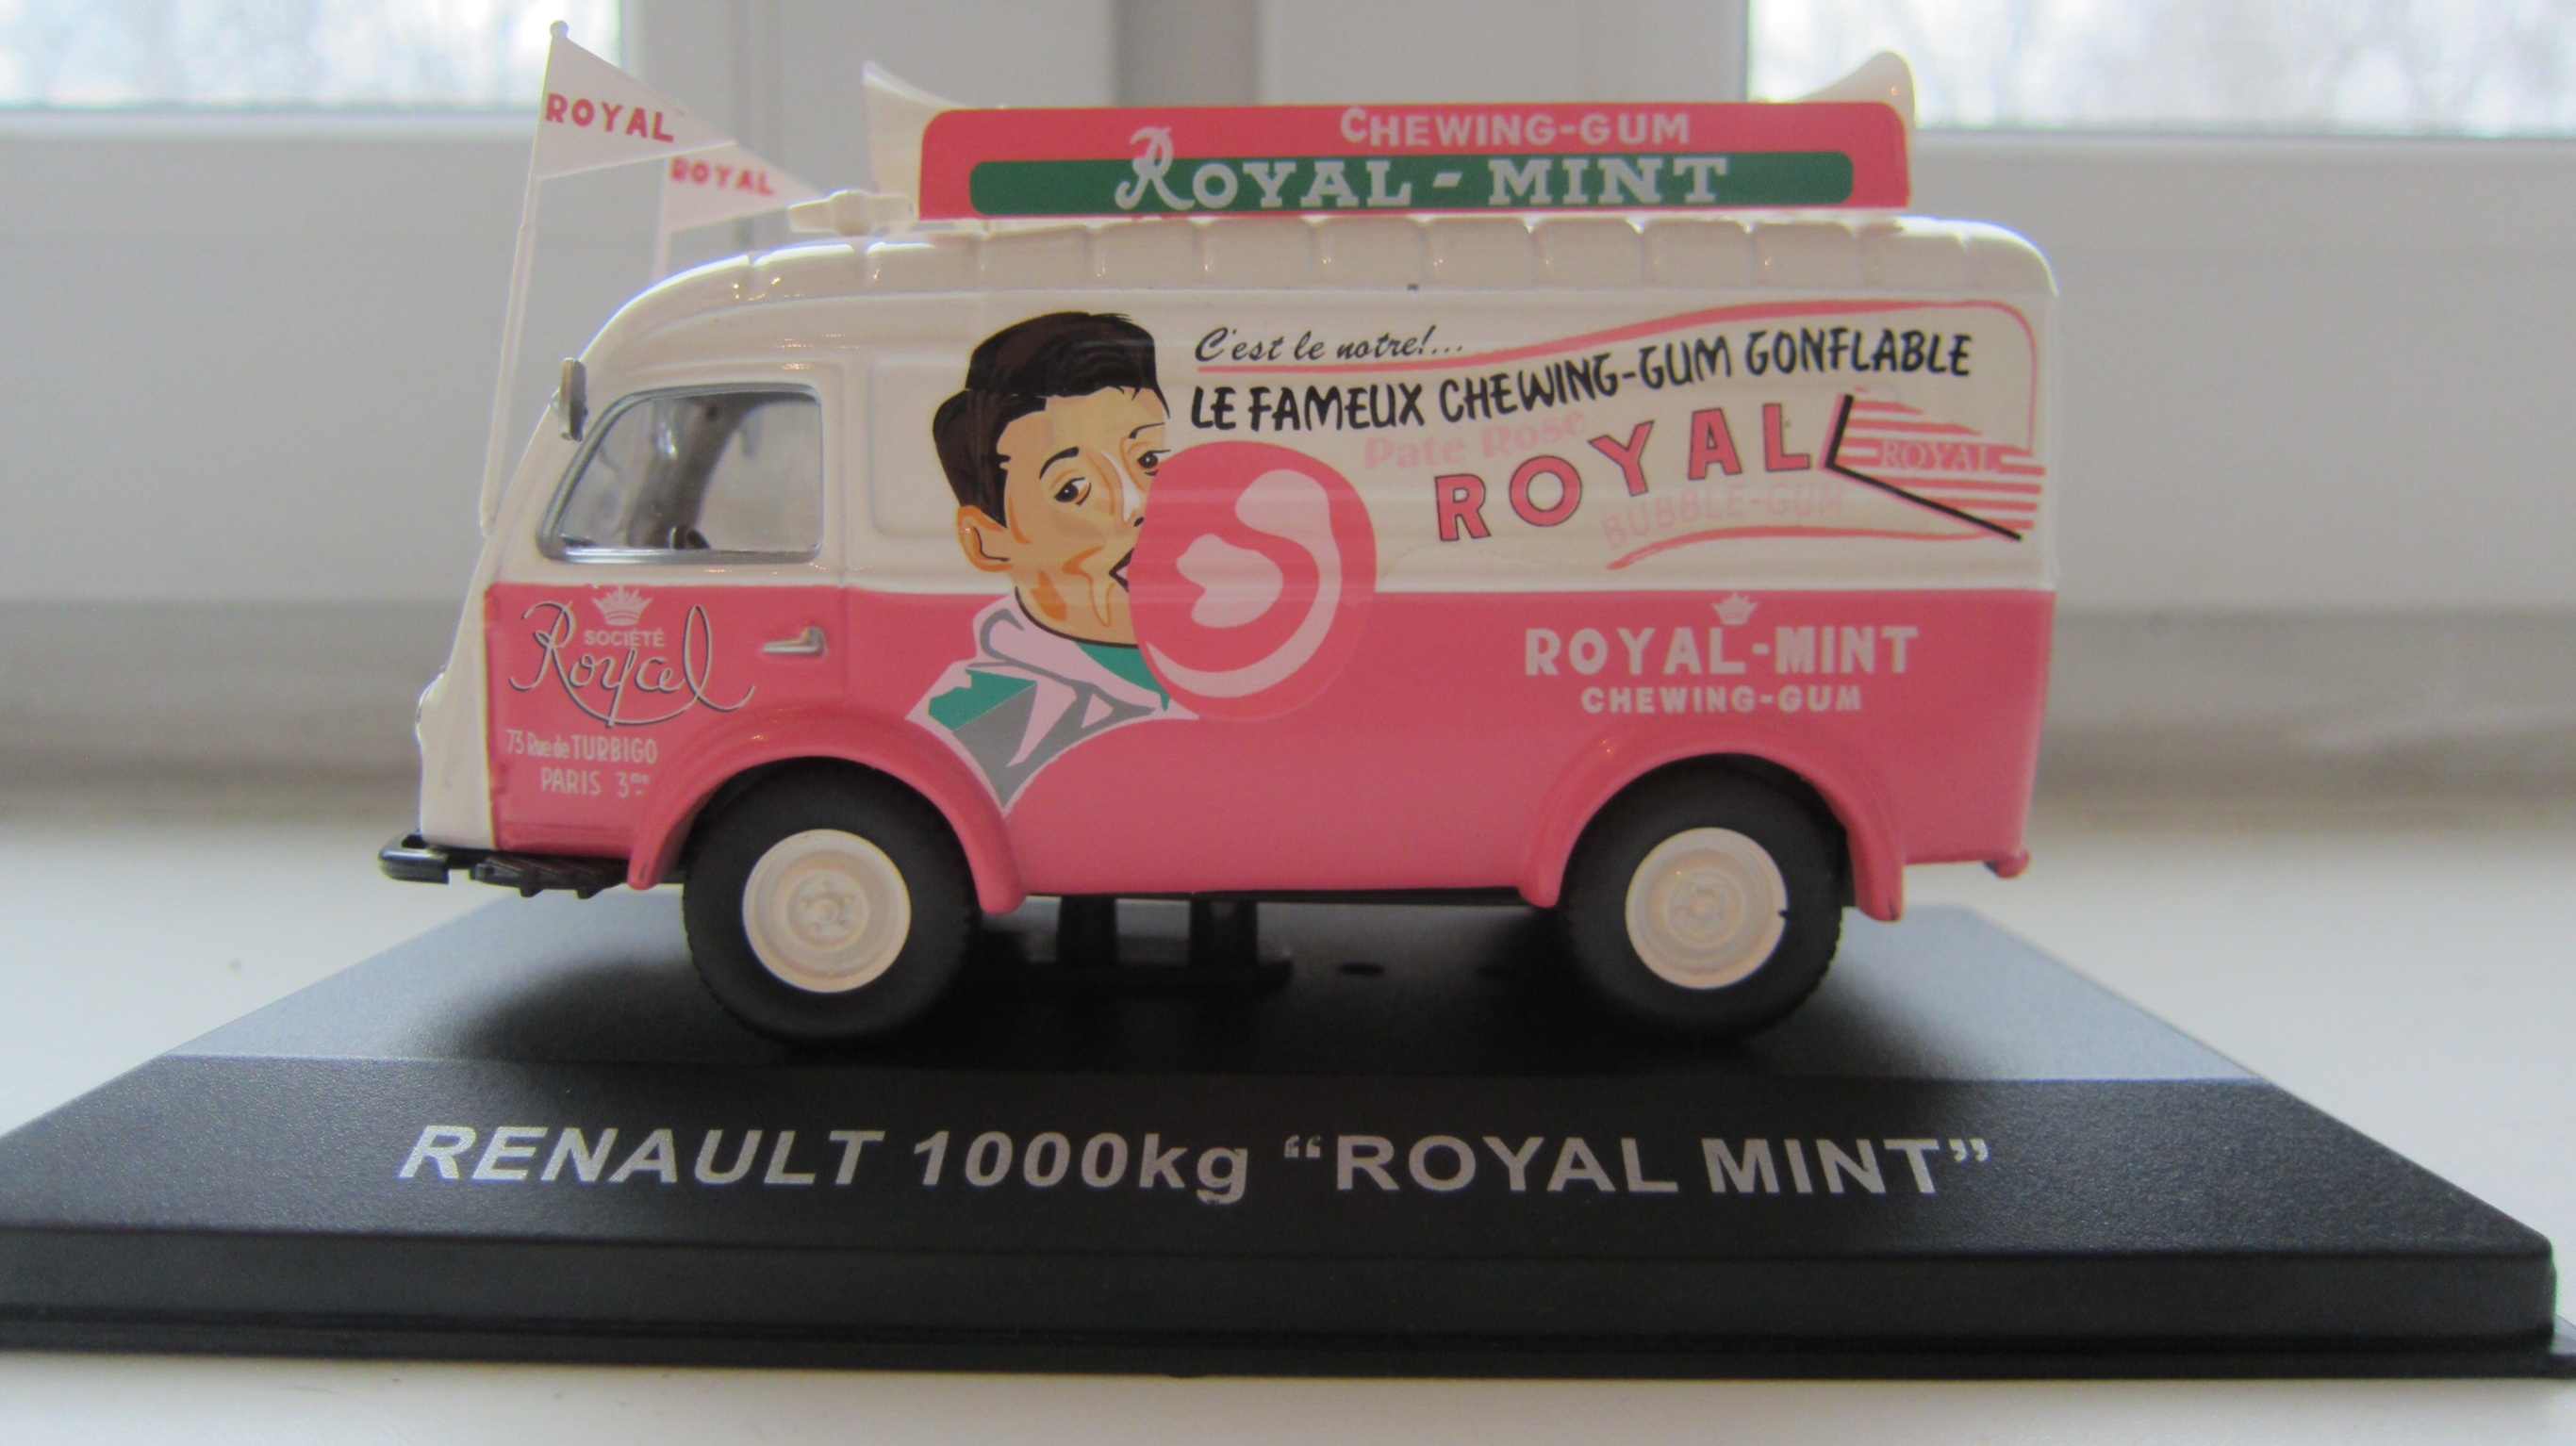 ROYAL
ROYAL
CHEWING-GUM
ROYAL-MINT
C'est le notre!...
LE FAMEUX CHEWING-GUM GONFLABLE
Pate Rose
ROYAL
ROYAL
BUBBLE-GUM
SOCIÉTÉ
Royal
73 Rue de TURBIGO
PARIS 3me
ROYAL-MINT
CHEWING-GUM
RENAULT 1000kg “ROYAL MINT”